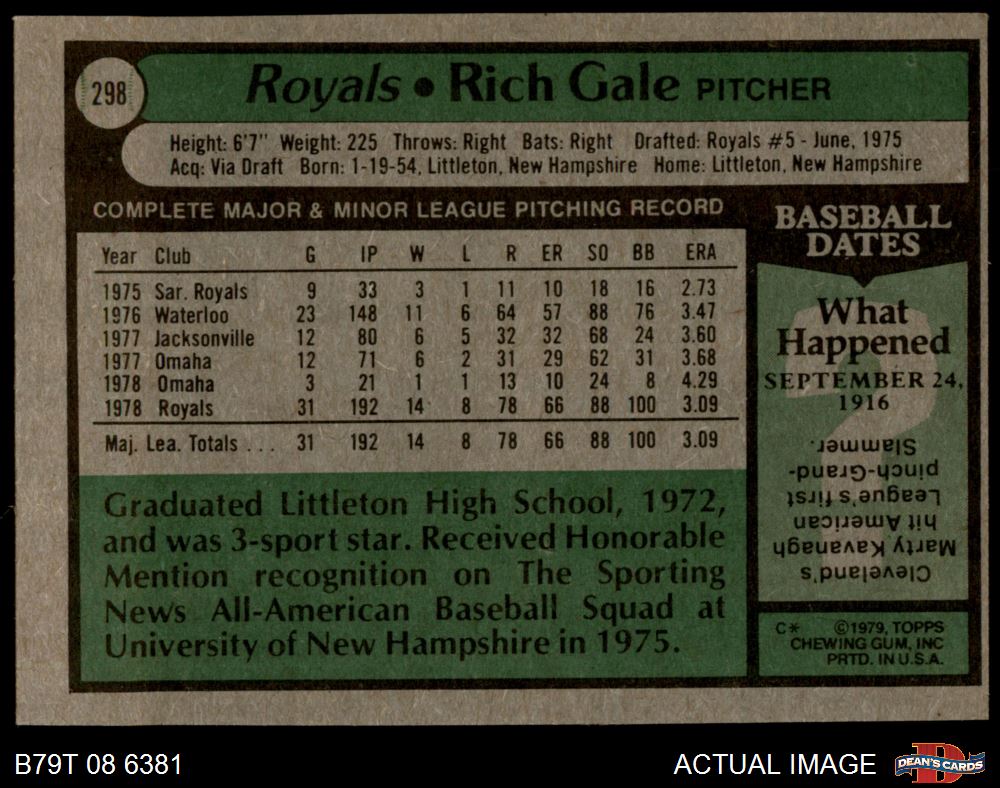 298
Royals • Rich Gale PITCHER
Height: 6'7" Weight: 225 Throws: Right Bats: Right Drafted: Royals #5 - June, 1975
Acq: Via Draft Born: 1-19-54, Littleton, New Hampshire Home: Littleton, New Hampshire
COMPLETE MAJOR & MINOR LEAGUE PITCHING RECORD
Year Club G IP W L R ER SO BB ERA
1975 Sar. Royals 9 33 3 1 11 10 18 16 2.73
1976 Waterloo 23 148 11 6 64 57 88 76 3.47
1977 Jacksonville 12 80 6 5 32 32 68 24 3.60
1977 Omaha 12 71 6 2 31 29 62 31 3.68
1978 Omaha 3 21 1 1 13 10 24 8 4.29
1978 Royals 31 192 14 8 78 66 88 100 3.09
Maj. Lea. Totals . . . 31 192 14 8 78 66 88 100 3.09
Graduated Littleton High School, 1972,
and was 3-sport star. Received Honorable
Mention recognition on The Sporting
News All-American Baseball Squad at
University of New Hampshire in 1975.
BASEBALL
DATES
What
Happened
SEPTEMBER 24,
1916
Cleveland's
Marty Kavanagh
hit American
League's first
pinch-Grand-
Slammer.
C* ©1979, TOPPS
CHEWING GUM, INC
PRTD. IN U.S.A.
B79T 08 6381
ACTUAL IMAGE
D
DEAN'S CARDS